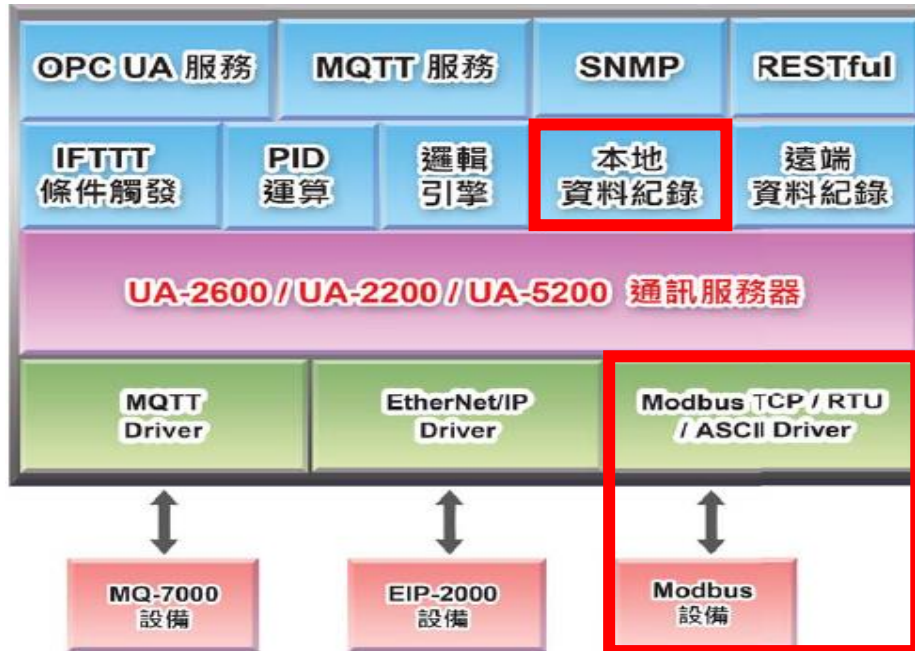 OPC UA 服務
MQTT 服務
SNMP
RESTful
IFTTT
條件觸發
PID
運算
邏輯
引擎
本地
資料紀錄
遠端
資料紀錄
UA-2600 / UA-2200 / UA-5200 通訊服務器
MQTT
Driver
EtherNet/IP
Driver
Modbus TCP / RTU
/ ASCII Driver
MQ-7000
設備
EIP-2000
設備
Modbus
設備